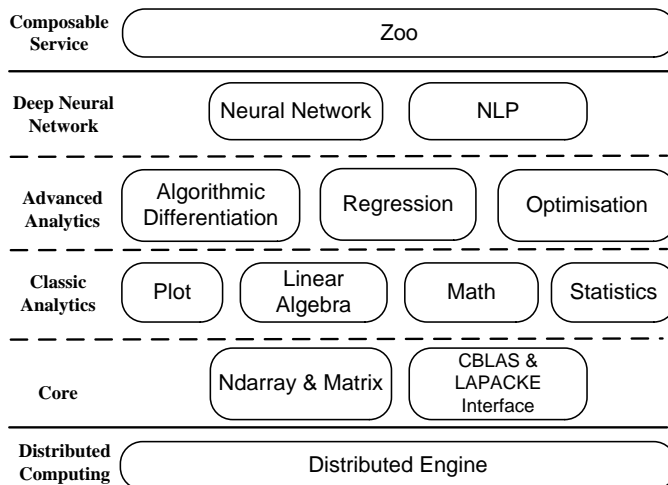 Composable
Service
Zoo
Deep Neural
Network
Neural Network
NLP
Advanced
Analytics
Algorithmic
Differentiation
Regression
Optimisation
Classic
Analytics
Plot
Linear
Algebra
Math
Statistics
Core
Ndarray & Matrix
CBLAS &
LAPACKE
Interface
Distributed
Computing
Distributed Engine